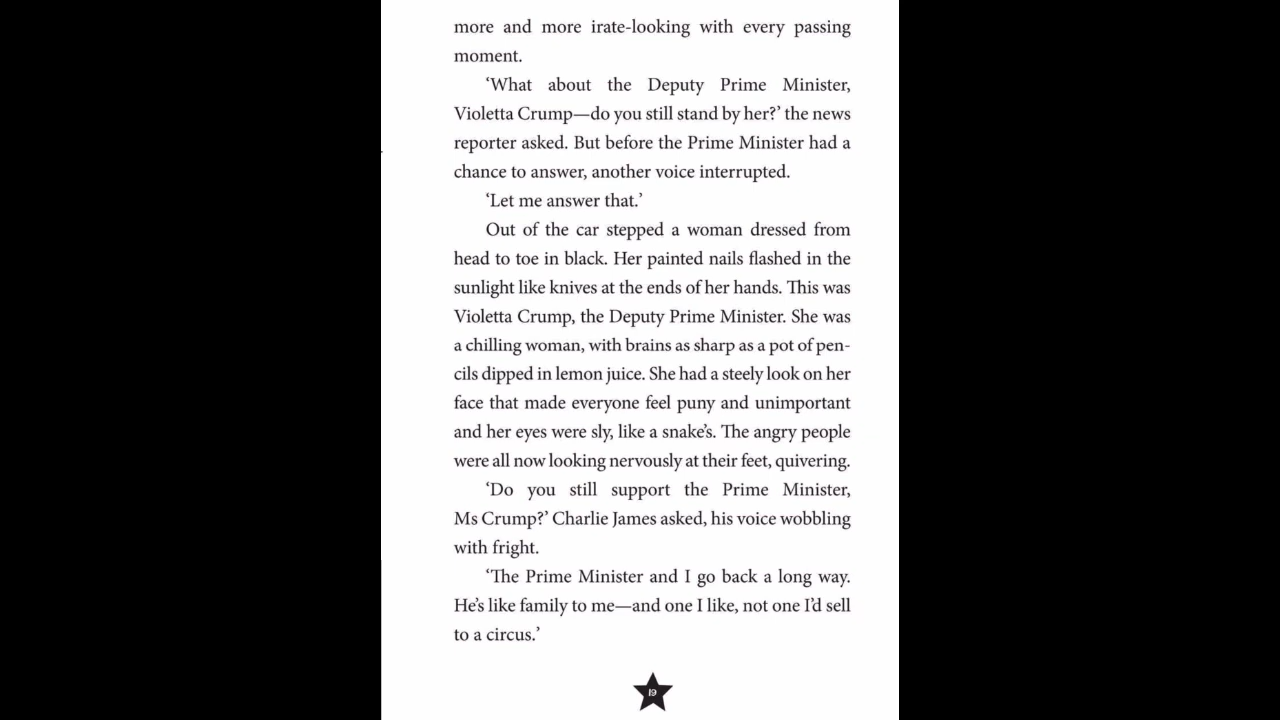 more and more irate-looking with every passing
moment.
‘What about the Deputy Prime Minister,
Violetta Crump—do you still stand by her?’ the news
reporter asked. But before the Prime Minister had a
chance to answer, another voice interrupted.
‘Let me answer that.’
Out of the car stepped a woman dressed from
head to toe in black. Her painted nails flashed in the
sunlight like knives at the ends of her hands. This was
Violetta Crump, the Deputy Prime Minister. She was
a chilling woman, with brains as sharp as a pot of pen-
cils dipped in lemon juice. She had a steely look on her
face that made everyone feel puny and unimportant
and her eyes were sly, like a snake’s. The angry people
were all now looking nervously at their feet, quivering.
‘Do you still support the Prime Minister,
Ms Crump?’ Charlie James asked, his voice wobbling
with fright.
‘The Prime Minister and I go back a long way.
He’s like family to me—and one I like, not one I’d sell
to a circus.’
19